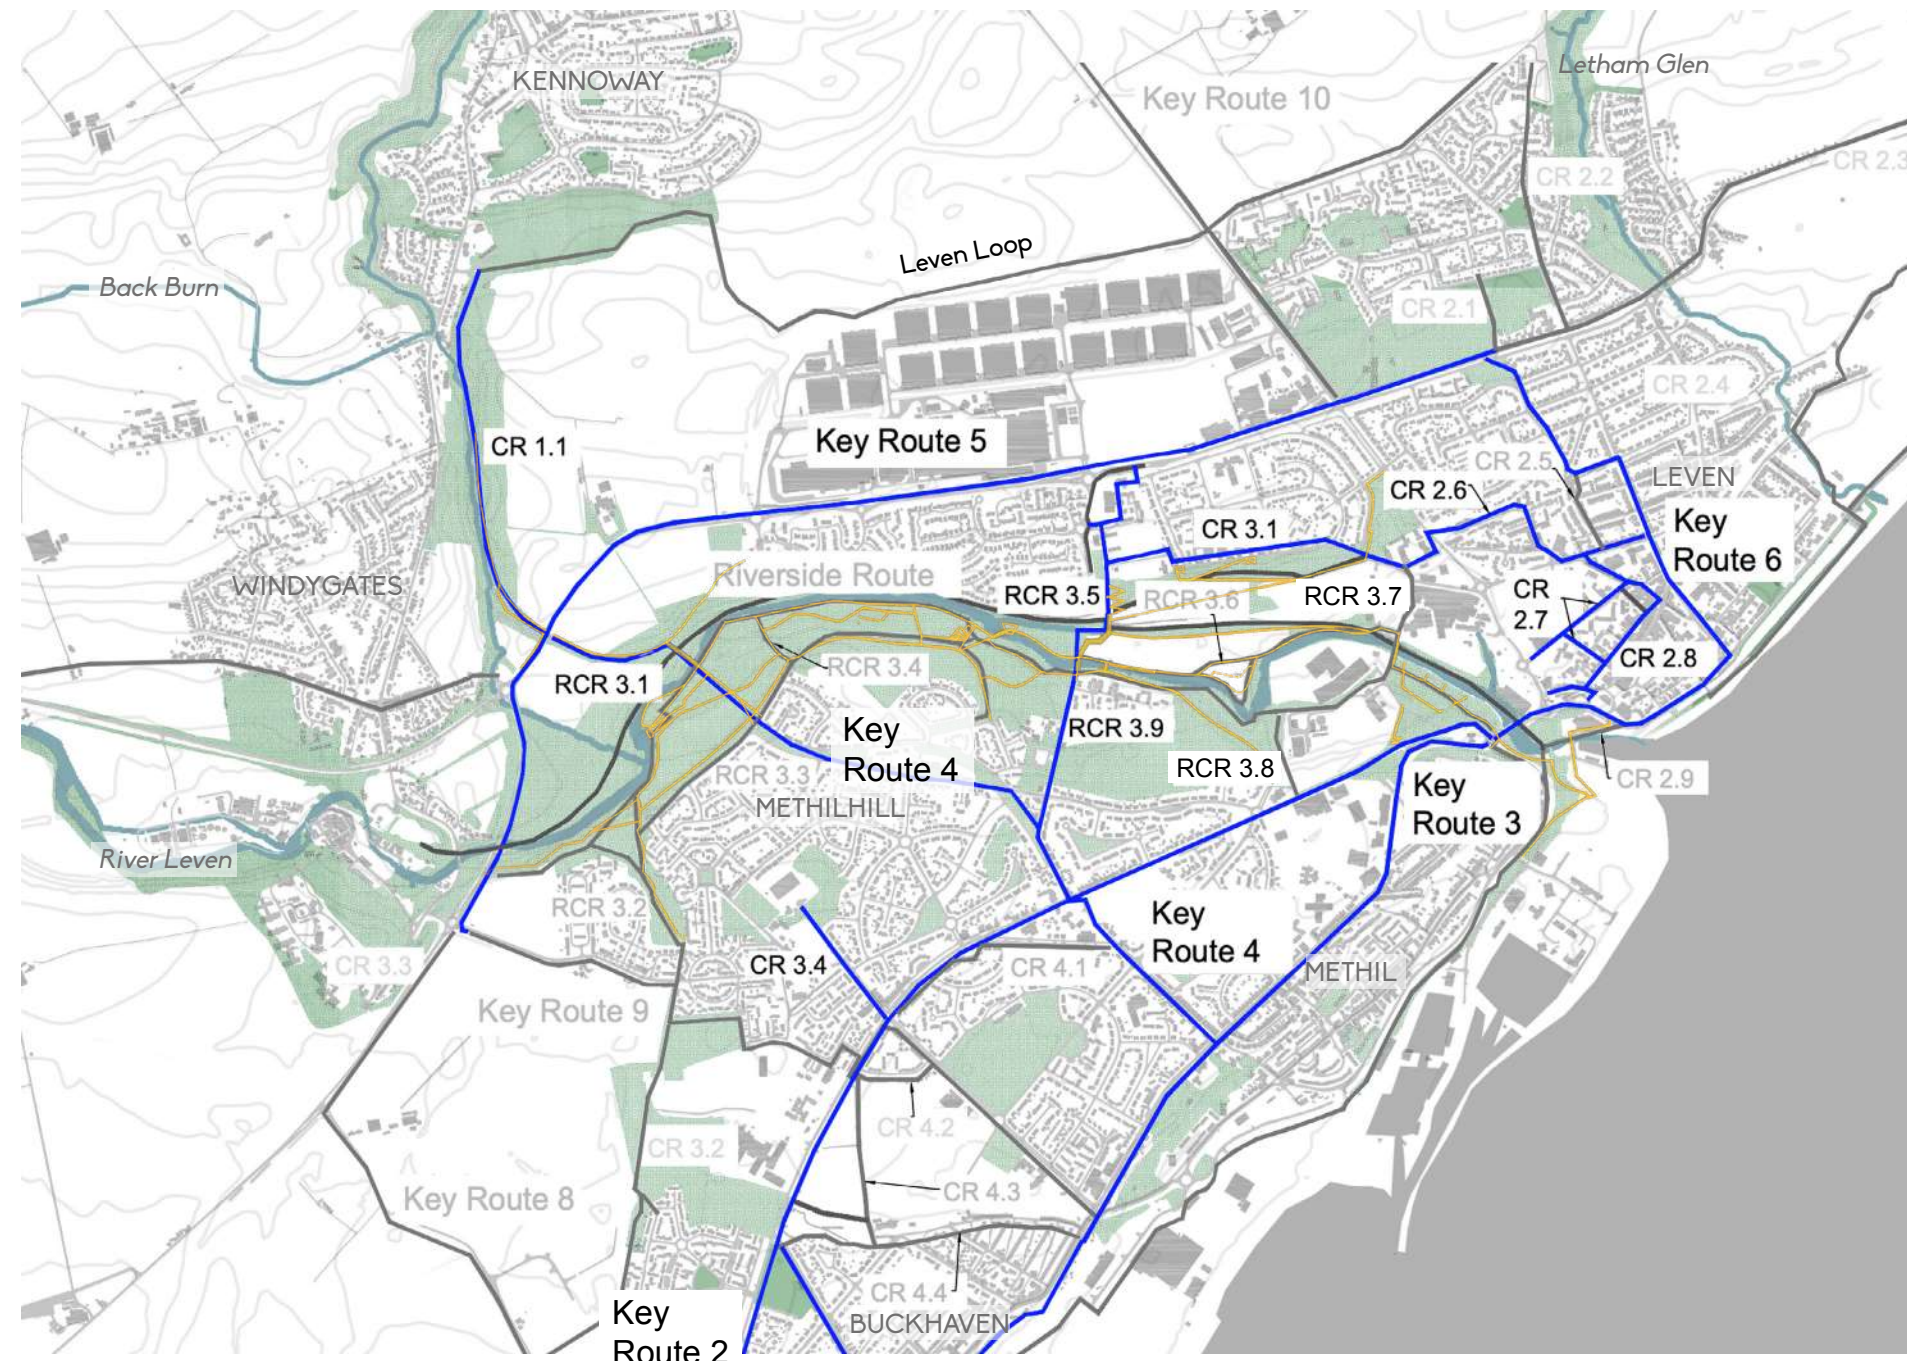 Letham Glen
KENNOWAY
Key Route 10
CR 2.3
CR 2.2
Leven Loop
Back Burn
CR 2.1
CR 2.4
Key Route 5
CR 1.1
CR 2.5
LEVEN
CR 2.6
Key
Route 6
CR 3.1
Riverside Route
WINDYGATES
RCR 3.5
RCR 3.6
RCR 3.7
CR
2.7
CR 2.8
RCR 3.4
RCR 3.1
Key
Route 4
RCR 3.9
RCR 3.8
RCR 3.3
CR 2.9
METHILHILL
Key
Route 3
River Leven
RCR 3.2
Key
Route 4
CR 3.3
CR 3.4
CR 4.1
METHIL
Key Route 9
CR 4.2
CR 3.2
Key Route 8
CR 4.3
CR 4.4
Key
Route 2
BUCKHAVEN